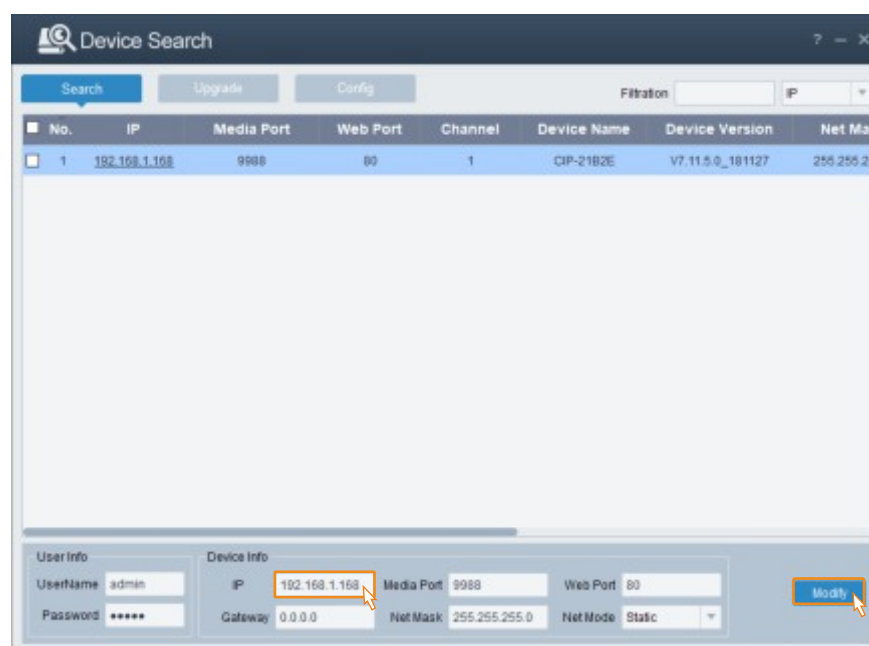 Device Search
Search Upgrade Config Filtration IP
No. IP Media Port Web Port Channel Device Name Device Version Net Ma
1 192.168.1.168 9988 80 1 CIP-21B2E V7.11.5.0_181127 255.255.2
User Info Device Info
UserName admin IP 192.168.1.168 Media Port 9988 Web Port 80 Modify
Password ●●●●● Gateway 0.0.0.0 Net Mask 255.255.255.0 Net Mode Static